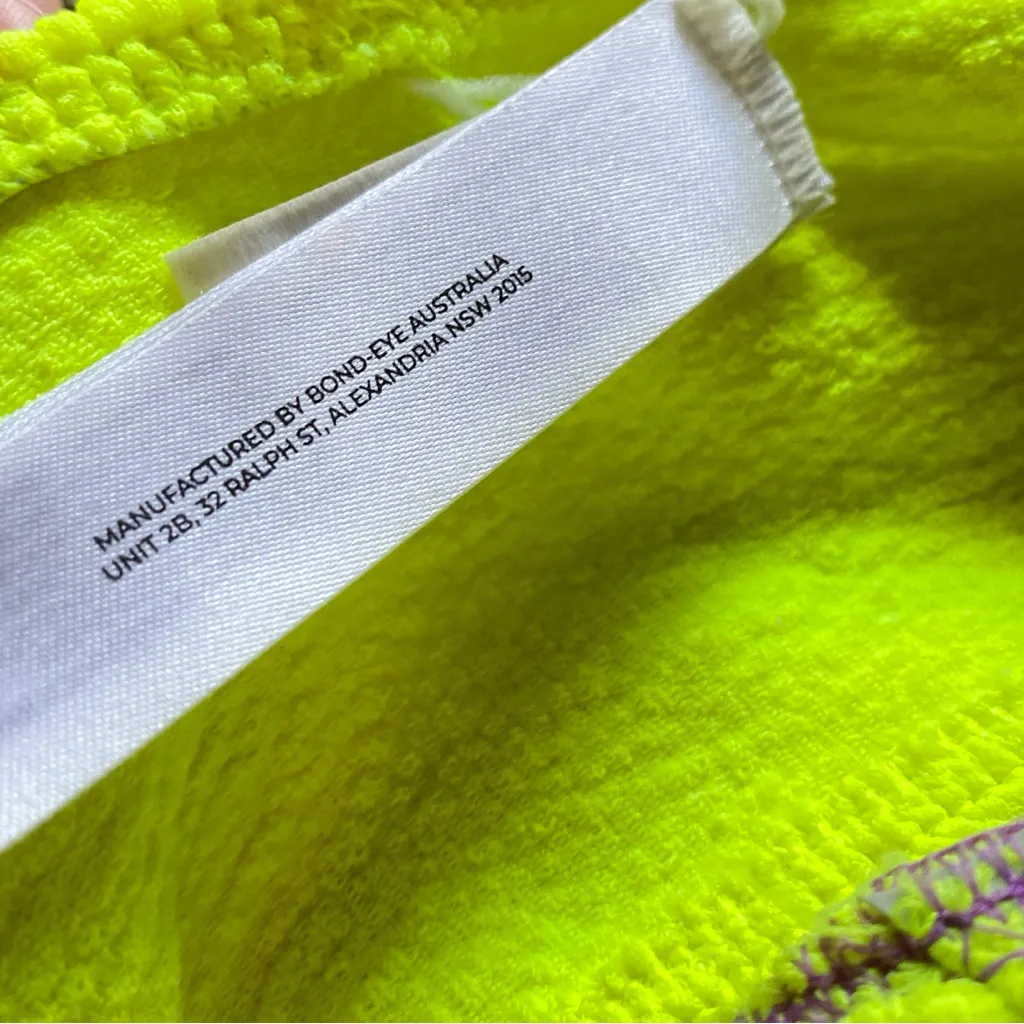 MANUFACTURED BY BOND-EYE AUSTRALIA
UNIT 2B, 32 RALPH ST, ALEXANDRIA NSW 2015